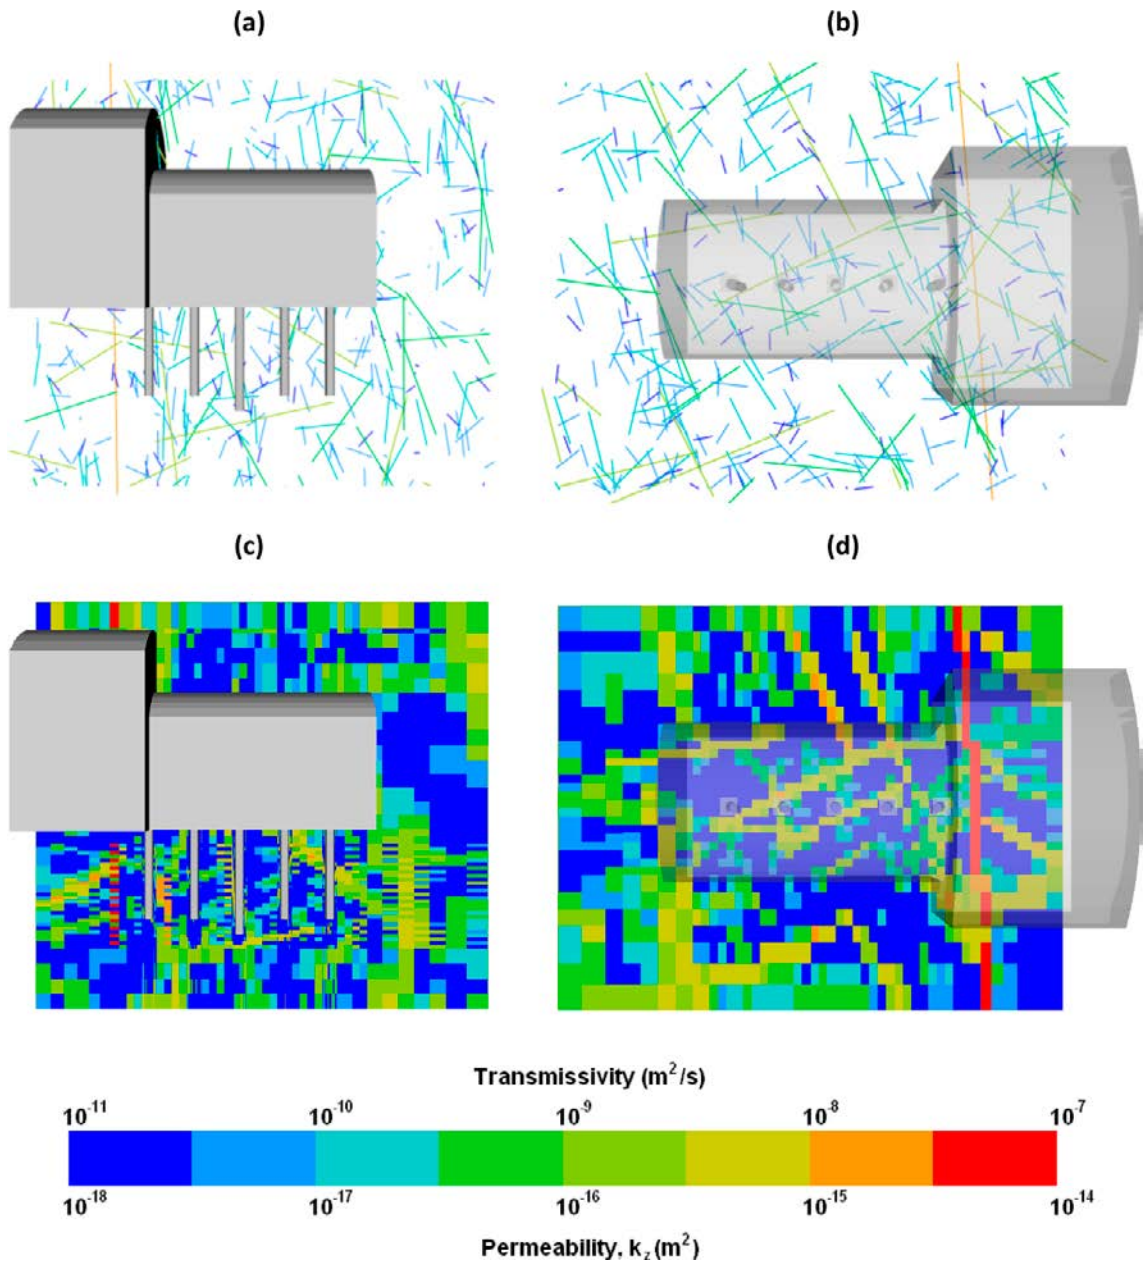 (a) (b)
(c) (d)
Transmissivity (m²/s)
10⁻¹¹ 10⁻¹⁰ 10⁻⁹ 10⁻⁸ 10⁻⁷
10⁻¹⁸ 10⁻¹⁷ 10⁻¹⁶ 10⁻¹⁵ 10⁻¹⁴
Permeability, k_z (m²)